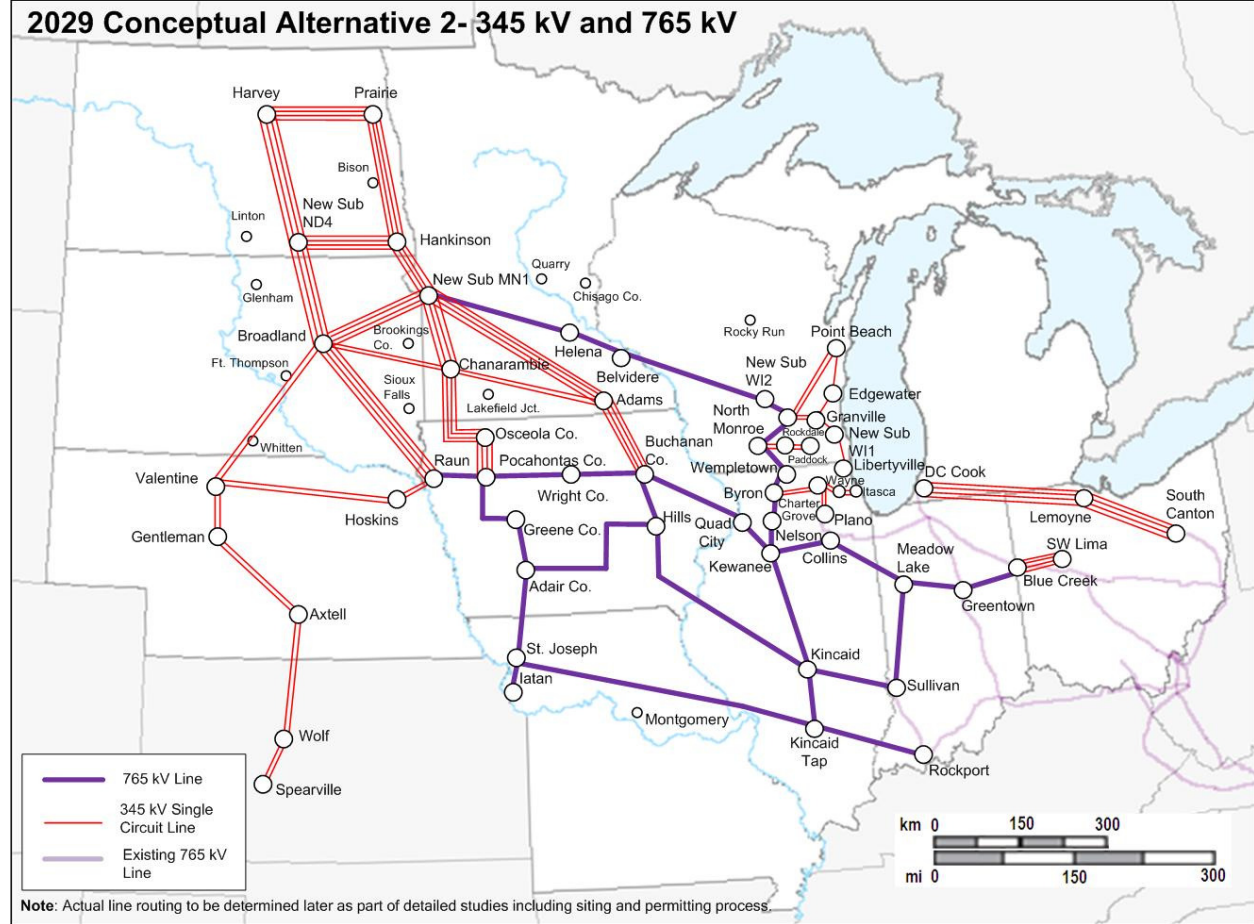 2029 Conceptual Alternative 2- 345 kV and 765 kV
Harvey
Prairie
Bison
New Sub
ND4
Linton
Hankinson
Glenham
New Sub MN1
Quarry
Chisago Co.
Broadland
Brookings
Co.
Helena
Rocky Run
Point Beach
Ft. Thompson
Chanarambie
Belvidere
New Sub
WI2
Sioux
Falls
Lakefield Jct.
Adams
Edgewater
North
Monroe
Granville
Osceola Co.
Buchanan
Co.
Rockdale
New Sub
WI1
Whitten
Raun
Pocahontas Co.
Paddock
Wempletown
Libertyville
Valentine
Wright Co.
DC Cook
Byron
Wayne
Itasca
Hoskins
Charter
Grove
Plano
Lemoyne
South
Canton
Greene Co.
Hills
Quad
City
Nelson
Gentleman
Kewanee
Collins
Meadow
Lake
SW Lima
Blue Creek
Adair Co.
Greentown
Axtell
St. Joseph
Kincaid
Iatan
Sullivan
Montgomery
Wolf
Kincaid
Tap
Rockport
Spearville
765 kV Line
345 kV Single
Circuit Line
Existing 765 kV
Line
km 0 150 300
mi 0 150 300
Note: Actual line routing to be determined later as part of detailed studies including siting and permitting process.